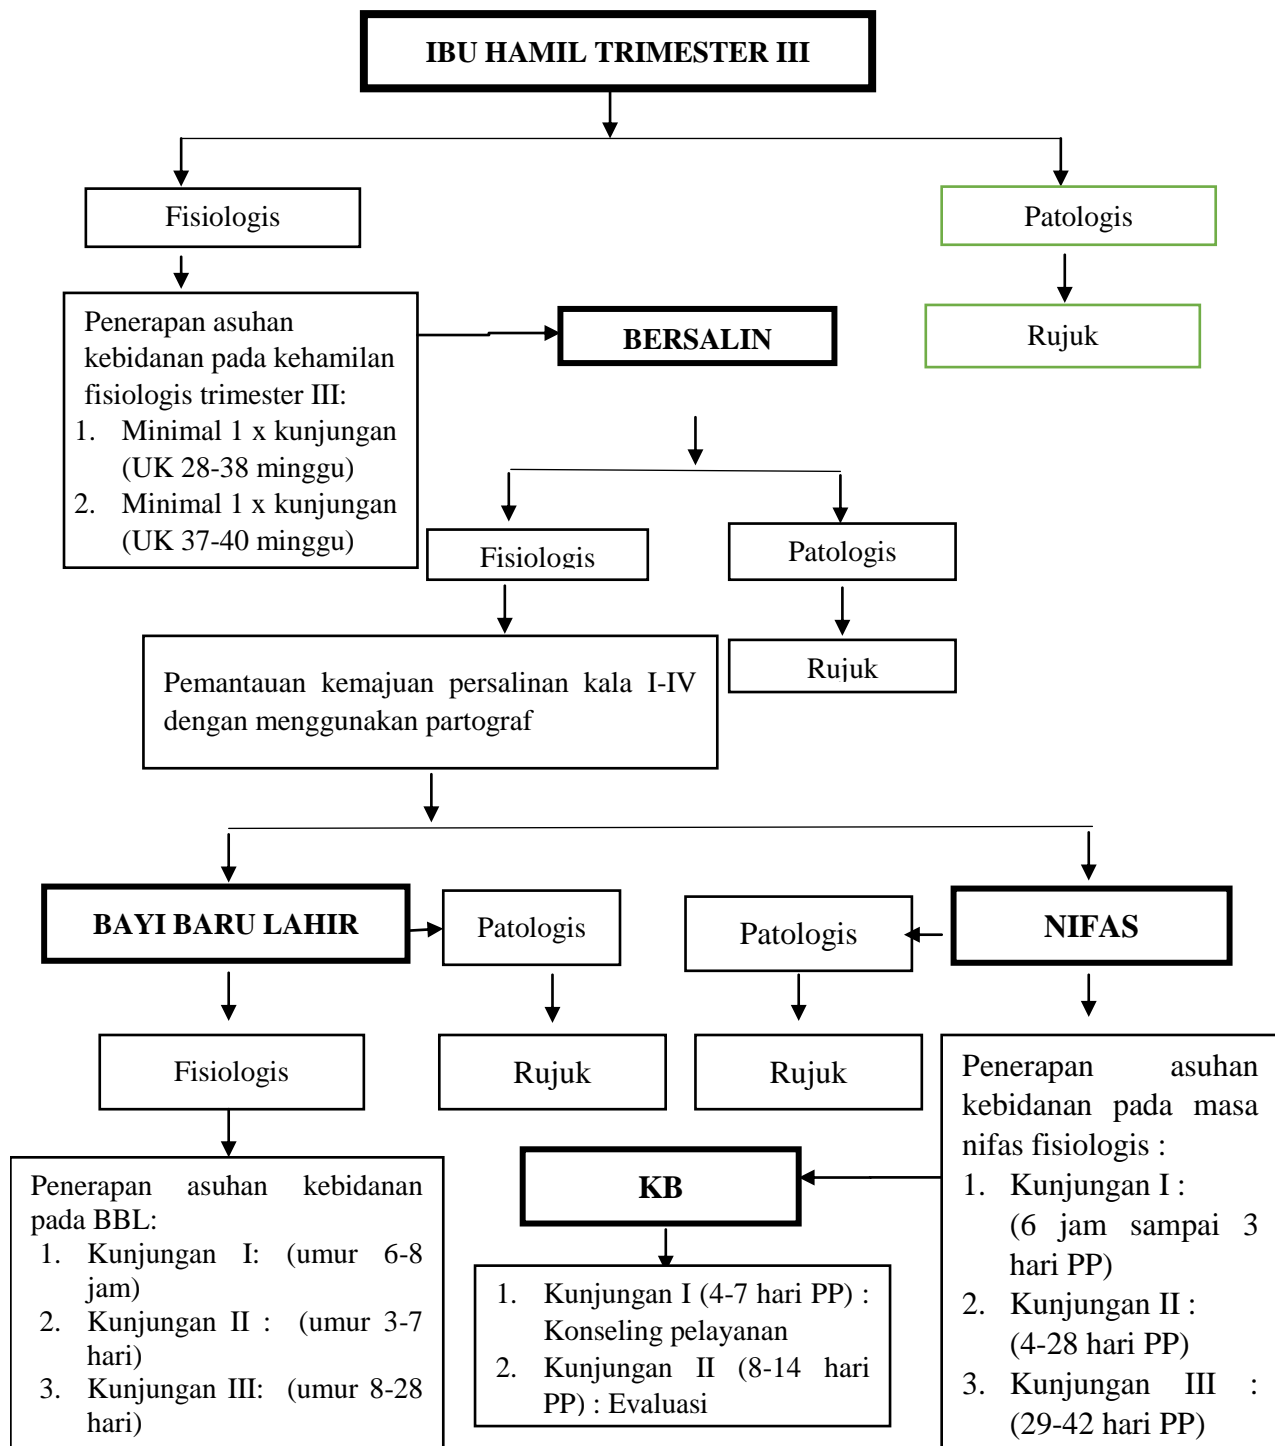 IBU HAMIL TRIMESTER III
Fisiologis
Patologis
Penerapan asuhan
kebidanan pada kehamilan
fisiologis trimester III:
1. Minimal 1 x kunjungan
(UK 28-38 minggu)
2. Minimal 1 x kunjungan
(UK 37-40 minggu)
BERSALIN
Rujuk
Fisiologis
Patologis
Rujuk
Pemantauan kemajuan persalinan kala I-IV
dengan menggunakan partograf
BAYI BARU LAHIR
Patologis
Patologis
NIFAS
Fisiologis
Rujuk
Rujuk
Penerapan asuhan
kebidanan pada masa
nifas fisiologis :
1. Kunjungan I :
(6 jam sampai 3
hari PP)
2. Kunjungan II :
(4-28 hari PP)
3. Kunjungan III :
(29-42 hari PP)
Penerapan asuhan kebidanan
pada BBL:
1. Kunjungan I: (umur 6-8
jam)
2. Kunjungan II : (umur 3-7
hari)
3. Kunjungan III: (umur 8-28
hari)
KB
1. Kunjungan I (4-7 hari PP) :
Konseling pelayanan
2. Kunjungan II (8-14 hari
PP) : Evaluasi